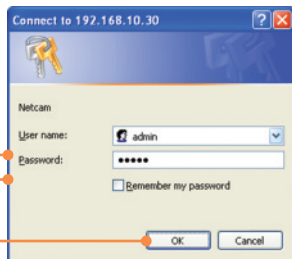 Connect to 192.168.10.30
Netcam
User name:
admin
Password:
•••••
Remember my password
OK Cancel